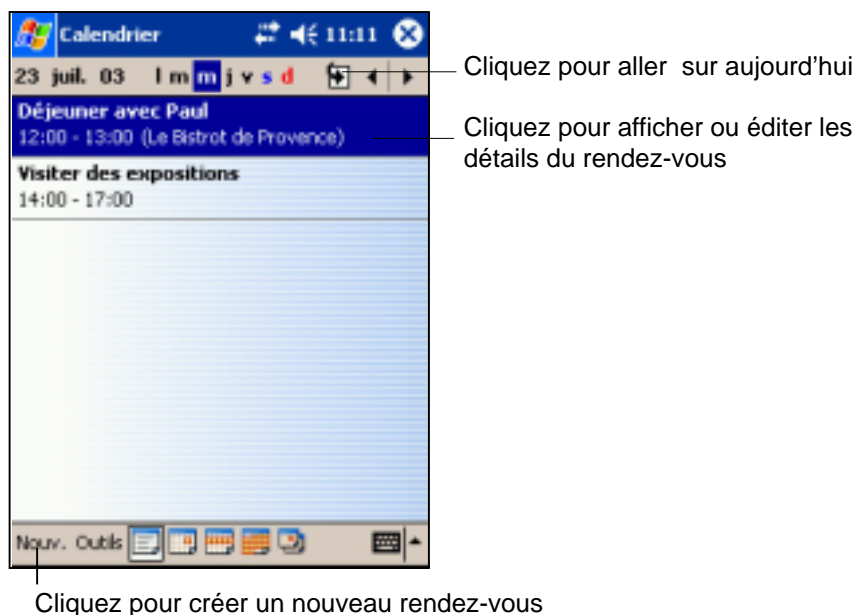 Calendrier 11:11
23 juil. 03 l m m j v s d
Cliquez pour aller sur aujourd’hui
Déjeuner avec Paul
12:00 - 13:00 (Le Bistrot de Provence)
Cliquez pour afficher ou éditer les
détails du rendez-vous
Visiter des expositions
14:00 - 17:00
Nouv. Outils
Cliquez pour créer un nouveau rendez-vous